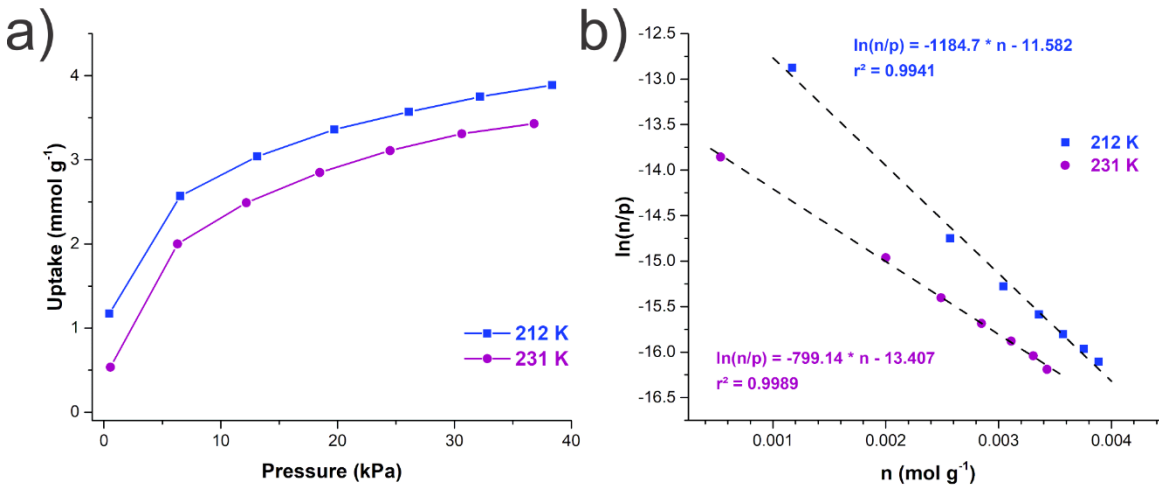 a)
4
3
2
1
0
Uptake (mmol g⁻¹)
212 K
231 K
0
10
20
30
40
Pressure (kPa)
b)
-12.5
-13.0
-13.5
-14.0
-14.5
-15.0
-15.5
-16.0
-16.5
ln(n/p)
ln(n/p) = -1184.7 * n - 11.582
r² = 0.9941
212 K
231 K
ln(n/p) = -799.14 * n - 13.407
r² = 0.9989
0.001
0.002
0.003
0.004
n (mol g⁻¹)